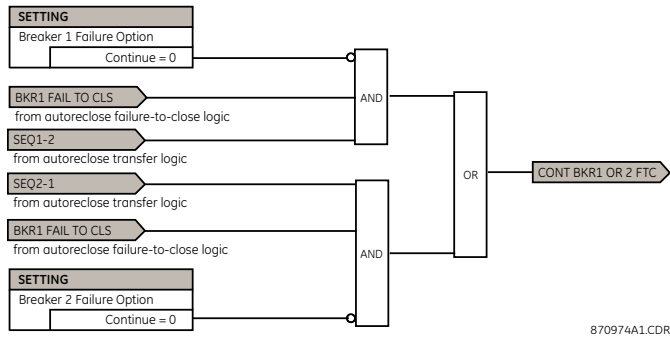 SETTING
Breaker 1 Failure Option
Continue = 0
BKR1 FAIL TO CLS
from autoreclose failure-to-close logic
SEQ1-2
from autoreclose transfer logic
SEQ2-1
from autoreclose transfer logic
BKR1 FAIL TO CLS
from autoreclose failure-to-close logic
SETTING
Breaker 2 Failure Option
Continue = 0
AND
AND
OR
CONT BKR1 OR 2 FTC
870974A1.CDR